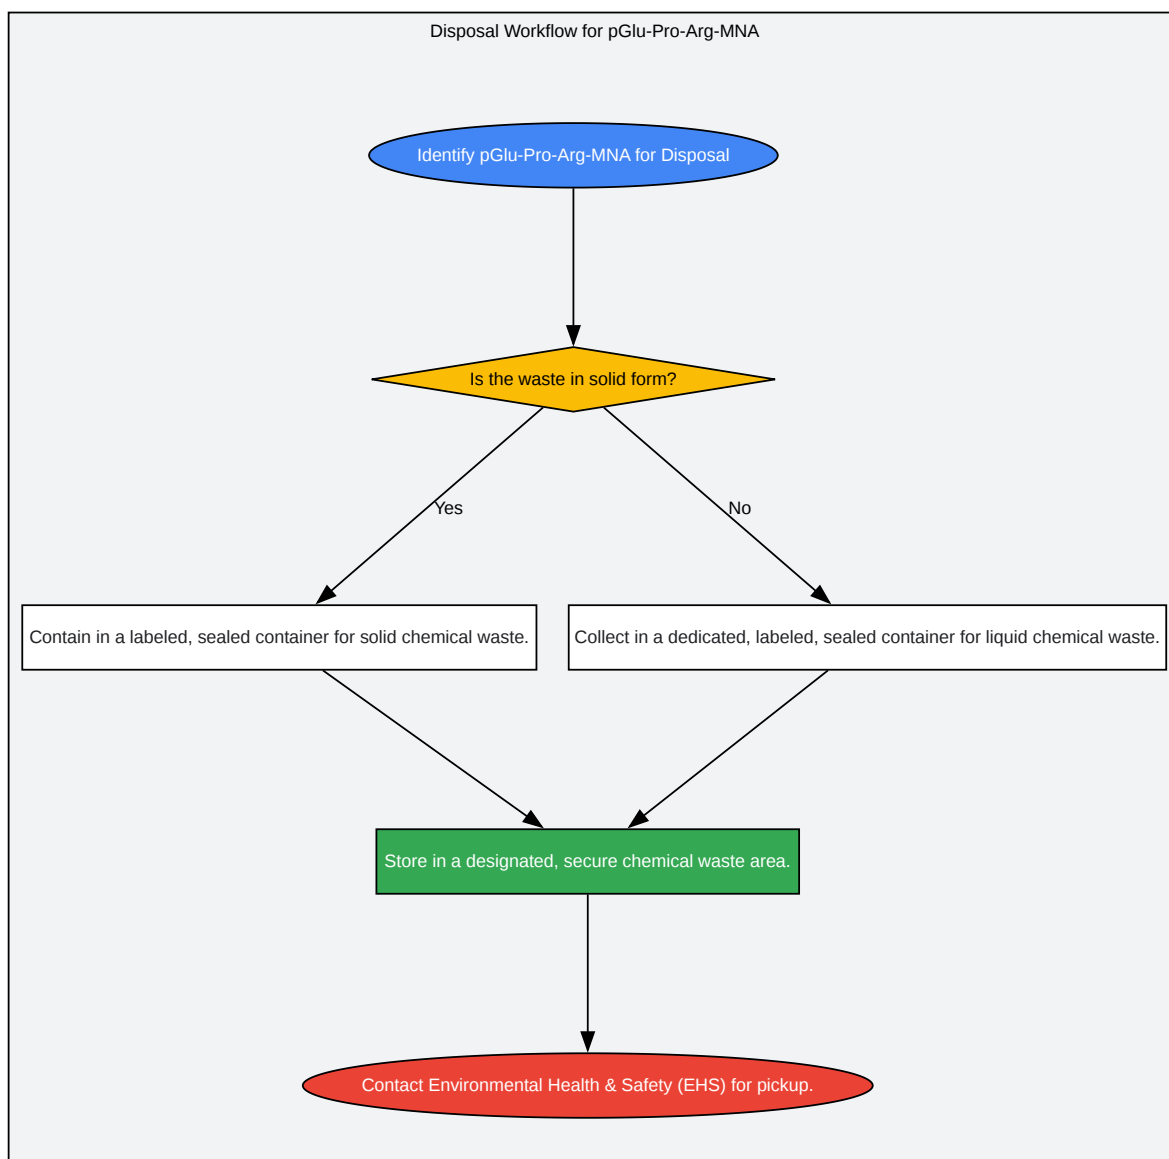 Disposal Workflow for pGlu-Pro-Arg-MNA
Identify pGlu-Pro-Arg-MNA for Disposal
Is the waste in solid form?
Yes
No
Contain in a labeled, sealed container for solid chemical waste.
Collect in a dedicated, labeled, sealed container for liquid chemical waste.
Store in a designated, secure chemical waste area.
Contact Environmental Health & Safety (EHS) for pickup.